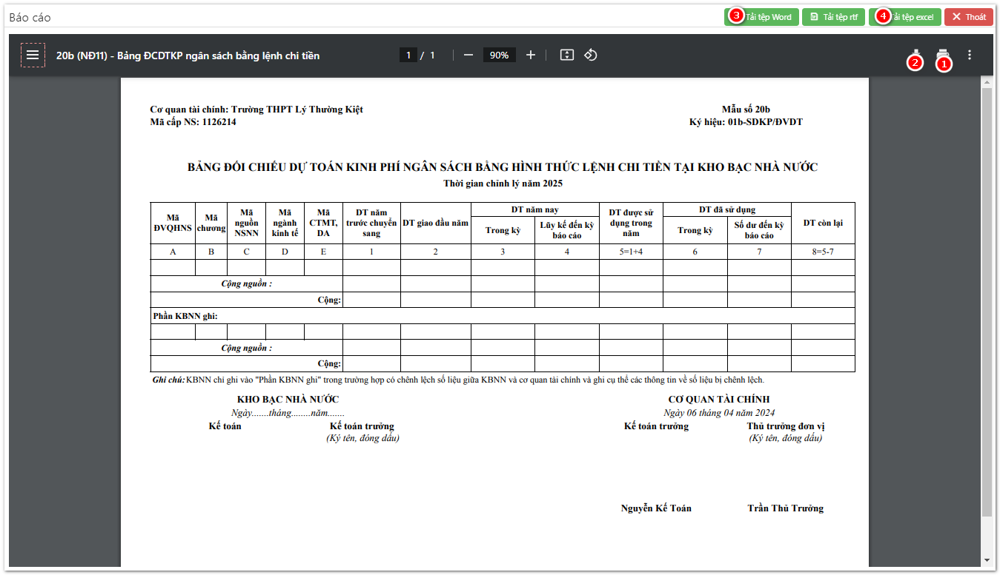 Báo cáo
3 Tải tệp Word
Tải tệp rtf
4 Tải tệp excel
Thoát
20b (NĐ11) - Bảng ĐCDTKP ngân sách bằng lệnh chi tiền
1 / 1
90%
2
1
Cơ quan tài chính: Trường THPT Lý Thường Kiệt
Mẫu số 20b
Mã cấp NS: 1126214
Ký hiệu: 01b-SDKP/ĐVDT
BẢNG ĐỐI CHIẾU DỰ TOÁN KINH PHÍ NGÂN SÁCH BẰNG HÌNH THỨC LỆNH CHI TIỀN TẠI KHO BẠC NHÀ NƯỚC
Thời gian chỉnh lý năm 2025
Mã ĐVQHNS
Mã chương
Mã nguồn NSNN
Mã ngành kinh tế
Mã CTMT, DA
DT năm trước chuyển sang
DT giao đầu năm
DT năm nay
Trong kỳ
Lũy kế đến kỳ báo cáo
DT được sử dụng trong năm
DT đã sử dụng
Trong kỳ
Số dư đến kỳ báo cáo
DT còn lại
A B C D E 1 2 3 4 5=1+4 6 7 8=5-7
Cộng nguồn :
Cộng:
Phần KBNN ghi:
Cộng nguồn :
Cộng:
Ghi chú: KBNN chỉ ghi vào "Phần KBNN ghi" trong trường hợp có chênh lệch số liệu giữa KBNN và cơ quan tài chính và ghi cụ thể các thông tin về số liệu bị chênh lệch.
KHO BẠC NHÀ NƯỚC
CƠ QUAN TÀI CHÍNH
Ngày.......tháng........năm.......
Ngày 06 tháng 04 năm 2024
Kế toán
Kế toán trưởng
Kế toán trưởng
Thủ trưởng đơn vị
(Ký tên, đóng dấu)
(Ký tên, đóng dấu)
Nguyễn Kế Toán
Trần Thủ Trưởng